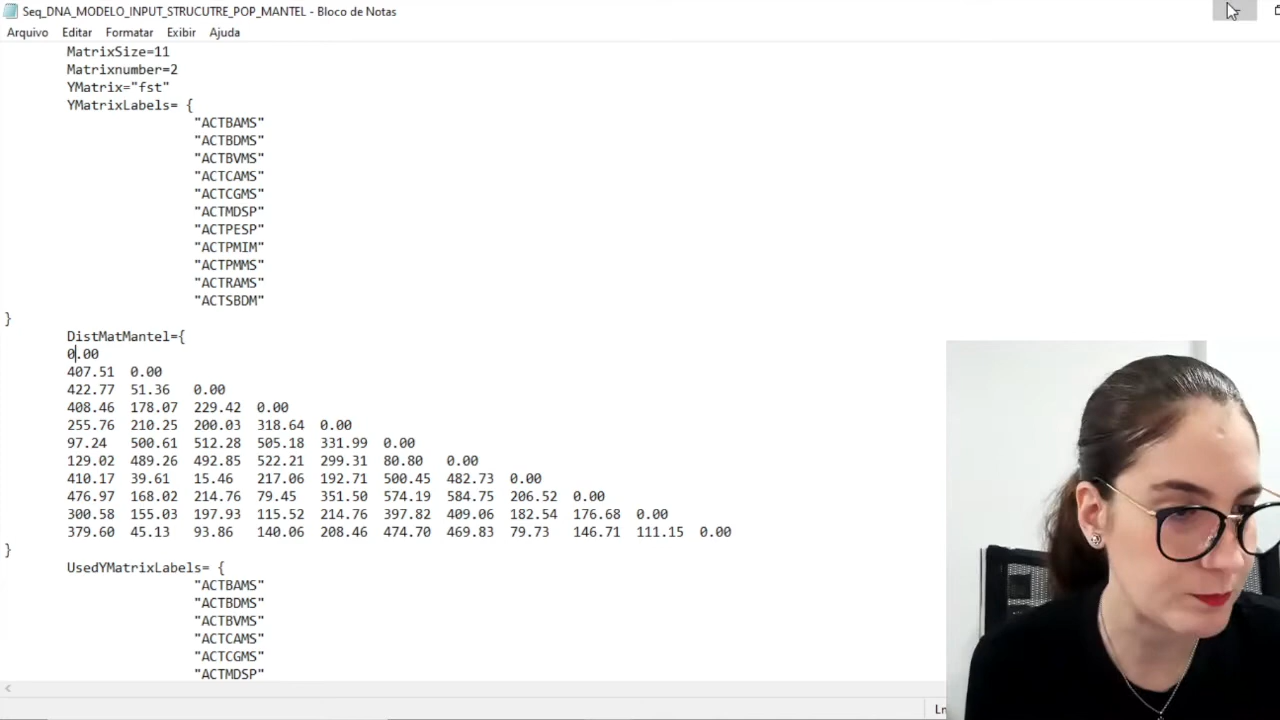 Seq_DNA_MODELO_INPUT_STRUCUTRE_POP_MANTEL - Bloco de Notas
Arquivo Editar Formatar Exibir Ajuda
MatrixSize=11
Matrixnumber=2
YMatrix="fst"
YMatrixLabels= {
"ACTBAMS"
"ACTBDMS"
"ACTBVMS"
"ACTCAMS"
"ACTCGMS"
"ACTMDSP"
"ACTPESP"
"ACTPMIM"
"ACTPMMS"
"ACTRAMS"
"ACTSBDM"
}
DistMatMantel={
0.00
407.51 0.00
422.77 51.36 0.00
408.46 178.07 229.42 0.00
255.76 210.25 200.03 318.64 0.00
97.24 500.61 512.28 505.18 331.99 0.00
129.02 489.26 492.85 522.21 299.31 80.80 0.00
410.17 39.61 15.46 217.06 192.71 500.45 482.73 0.00
476.97 168.02 214.76 79.45 351.50 574.19 584.75 206.52 0.00
300.58 155.03 197.93 115.52 214.76 397.82 409.06 182.54 176.68 0.00
379.60 45.13 93.86 140.06 208.46 474.70 469.83 79.73 146.71 111.15 0.00
}
UsedYMatrixLabels= {
"ACTBAMS"
"ACTBDMS"
"ACTBVMS"
"ACTCAMS"
"ACTCGMS"
"ACTMDSP"